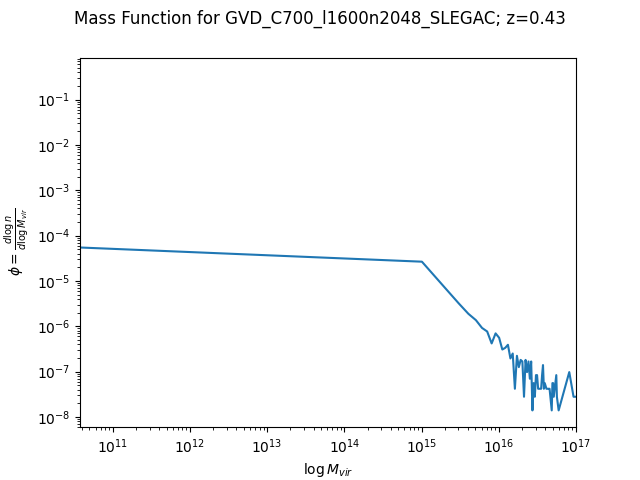 Mass Function for GVD_C700_l1600n2048_SLEGAC; z=0.43
10⁻¹
10⁻²
10⁻³
10⁻⁴
10⁻⁵
10⁻⁶
10⁻⁷
10⁻⁸
ϕ = d log n / d log M_vir
10¹¹ 10¹² 10¹³ 10¹⁴ 10¹⁵ 10¹⁶ 10¹⁷
log M_vir